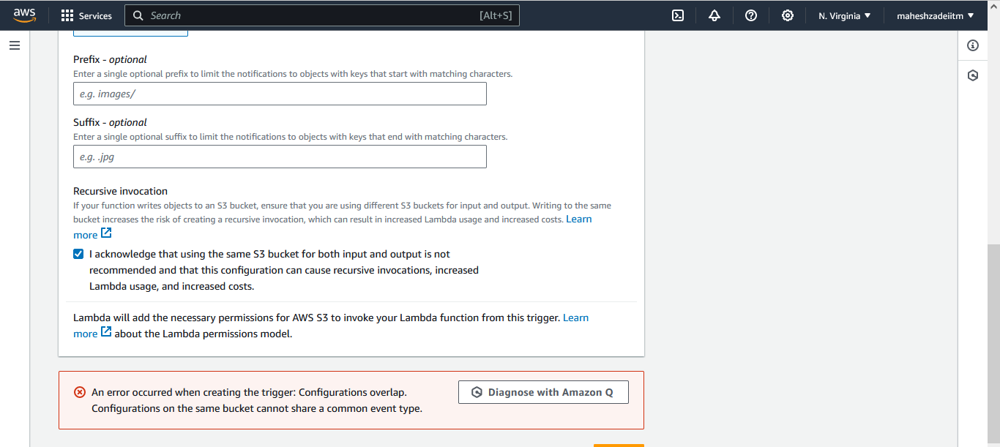 aws
Services
Search
[Alt+S]
N. Virginia
maheshzadeiitm
Prefix - optional
Enter a single optional prefix to limit the notifications to objects with keys that start with matching characters.
e.g. images/
Suffix - optional
Enter a single optional suffix to limit the notifications to objects with keys that end with matching characters.
e.g. .jpg
Recursive invocation
If your function writes objects to an S3 bucket, ensure that you are using different S3 buckets for input and output. Writing to the same
bucket increases the risk of creating a recursive invocation, which can result in increased Lambda usage and increased costs. Learn
more
I acknowledge that using the same S3 bucket for both input and output is not
recommended and that this configuration can cause recursive invocations, increased
Lambda usage, and increased costs.
Lambda will add the necessary permissions for AWS S3 to invoke your Lambda function from this trigger. Learn
more about the Lambda permissions model.
An error occurred when creating the trigger: Configurations overlap.
Configurations on the same bucket cannot share a common event type.
Diagnose with Amazon Q